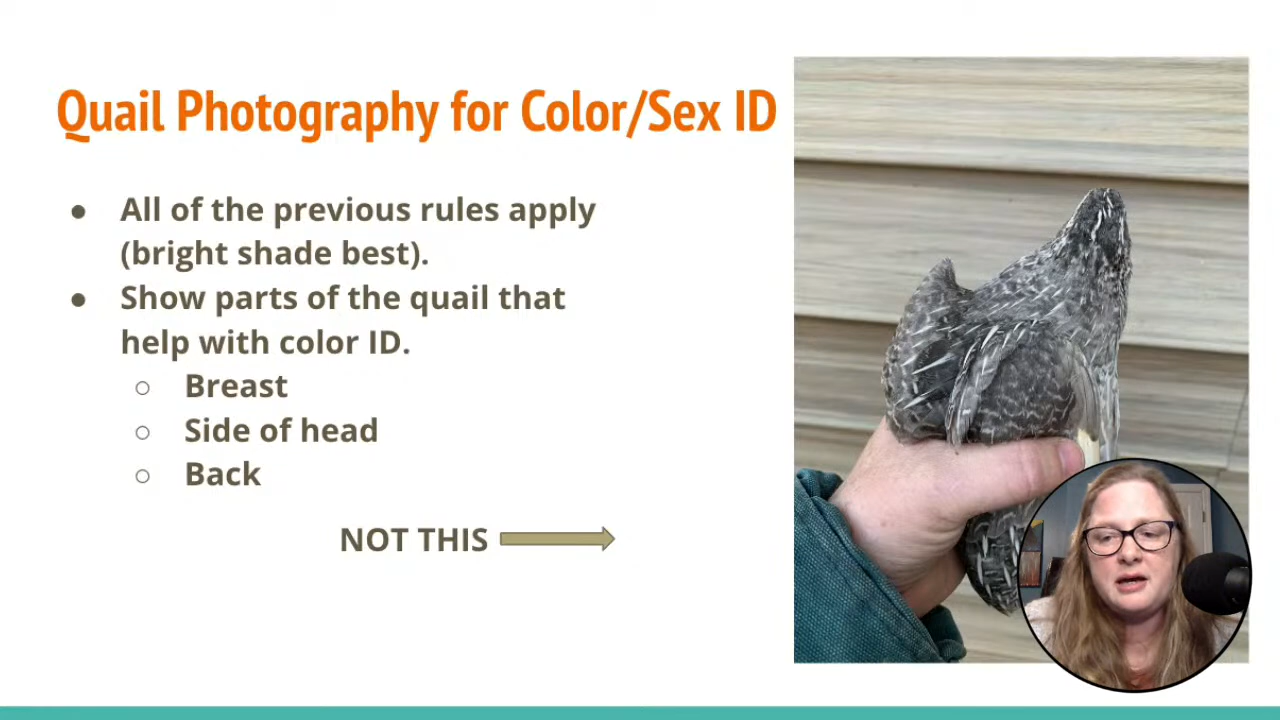 Quail Photography for Color/Sex ID
● All of the previous rules apply
(bright shade best).
● Show parts of the quail that
help with color ID.
○ Breast
○ Side of head
○ Back
NOT THIS